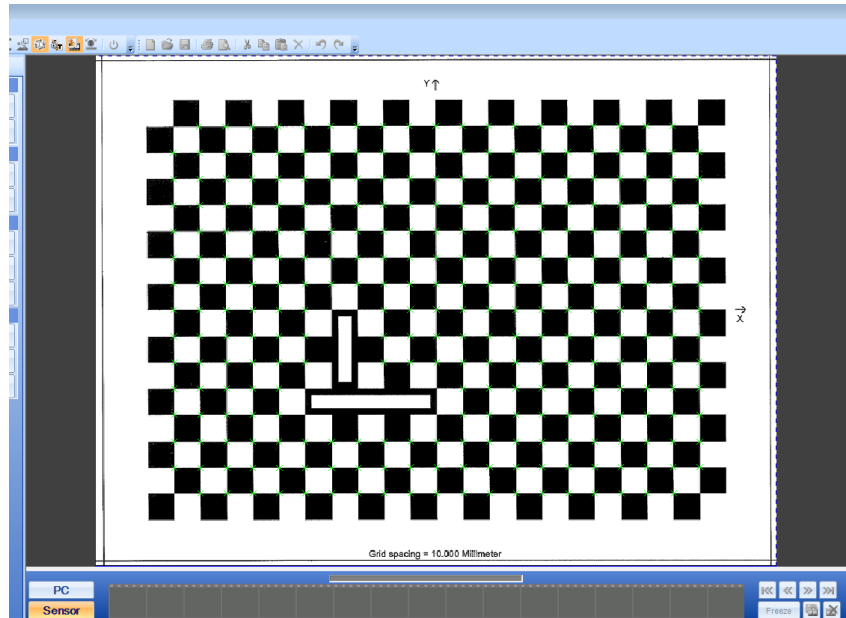 Y
X
Grid spacing = 10.000 Millimeter
PC
Sensor
Freeze